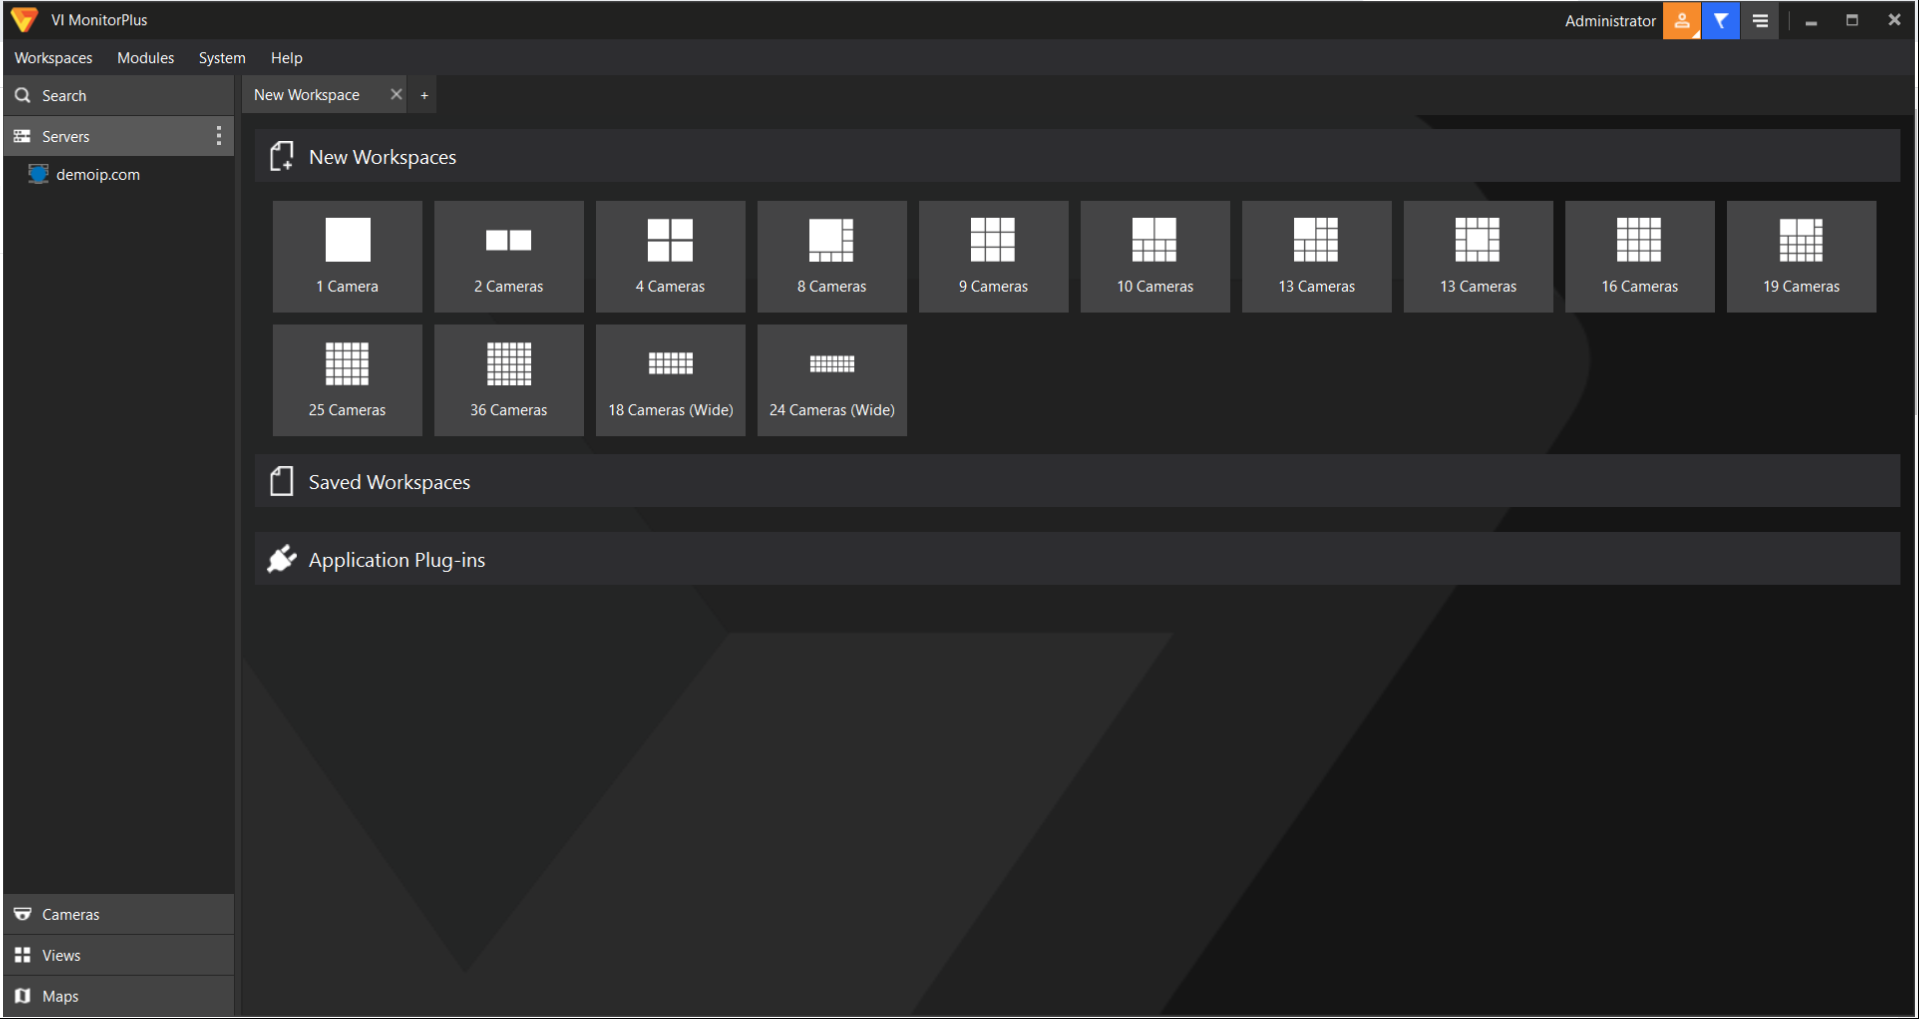 VI MonitorPlus
Administrator
Workspaces Modules System Help
Search
New Workspace
+
Servers
demoip.com
New Workspaces
1 Camera
2 Cameras
4 Cameras
8 Cameras
9 Cameras
10 Cameras
13 Cameras
13 Cameras
16 Cameras
19 Cameras
25 Cameras
36 Cameras
18 Cameras (Wide)
24 Cameras (Wide)
Saved Workspaces
Application Plug-ins
Cameras
Views
Maps